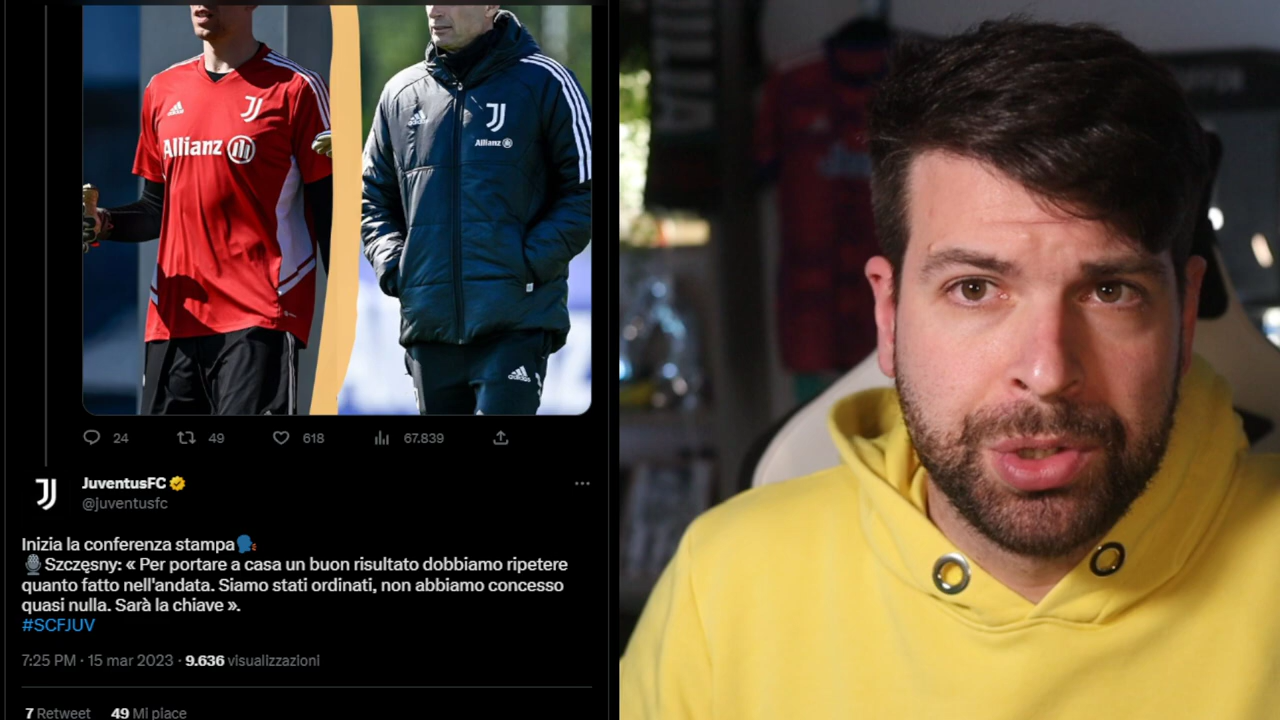 adidas
Allianz
Allianz
adidas
24 49 618 67.839
JuventusFC
@juventusfc
Inizia la conferenza stampa🗣️
🎙️Szczęsny: « Per portare a casa un buon risultato dobbiamo ripetere
quanto fatto nell'andata. Siamo stati ordinati, non abbiamo concesso
quasi nulla. Sarà la chiave ».
#SCFJUV
7:25 PM · 15 mar 2023 · 9.636 visualizzazioni
7 Retweet 49 Mi piace